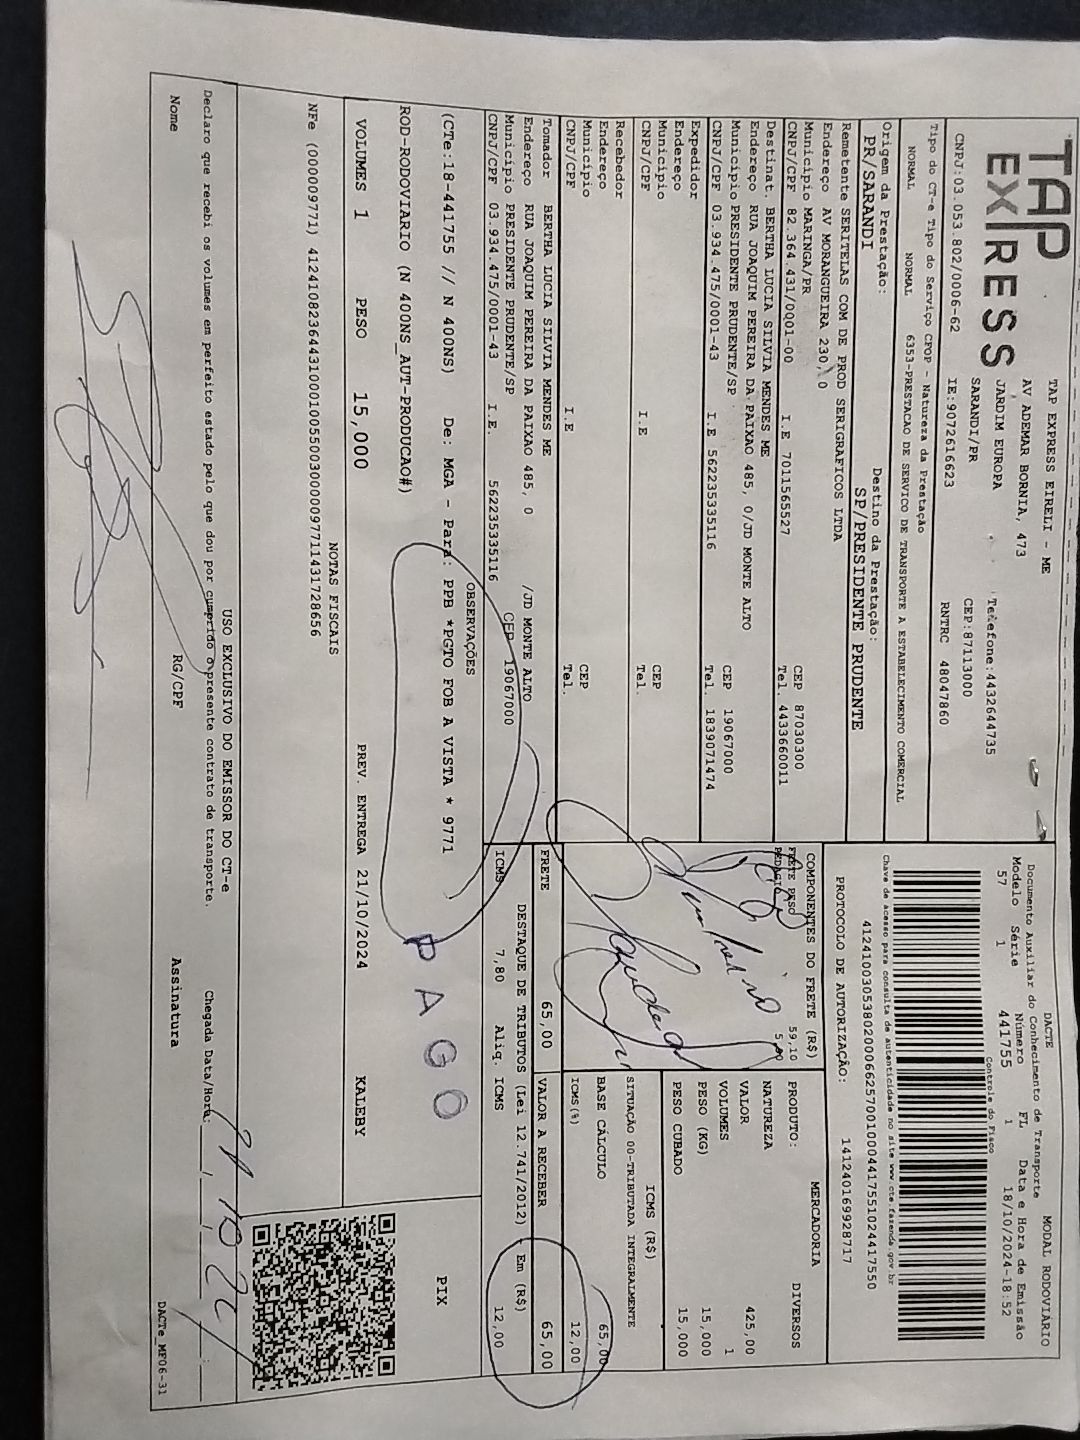 TAP EXPRESS
TAP EXPRESS EIRELI - ME
AV ADEMAR BORNIA, 473
JARDIM EUROPA
Telefone:4432644735
SARANDI/PR
CEP:87113000
CNPJ:03.053.802/0006-62
IE:9072616623
RNTRC 48047860
DACTE
MODAL RODOVIÁRIO
Documento Auxiliar do Conhecimento de Transporte
Modelo Série Número FL Data e Hora de Emissão
57 1 441755 1 18/10/2024-18:52
Controle do Fisco
Chave de acesso para consulta de autenticidade no site www.cte.fazenda.gov.br
41241003053802000662570010004417551024417550
PROTOCOLO DE AUTORIZAÇÃO: 141240169928717
Tipo do CT-e Tipo do Serviço CFOP - Natureza da Prestação
NORMAL NORMAL 6353-PRESTACAO DE SERVICO DE TRANSPORTE A ESTABELECIMENTO COMERCIAL
Origem da Prestação: Destino da Prestação:
PR/SARANDI SP/PRESIDENTE PRUDENTE
Remetente SERITELAS COM DE PROD SERIGRAFICOS LTDA
Endereço AV MORANGUEIRA 230, 0
Município MARINGA/PR CEP 87030300
CNPJ/CPF 82.364.431/0001-00 I.E 7011565527 Tel. 4433660011
Destinat. BERTHA LUCIA SILVIA MENDES ME
Endereço RUA JOAQUIM PEREIRA DA PAIXAO 485, 0/JD MONTE ALTO
Município PRESIDENTE PRUDENTE/SP CEP 19067000
CNPJ/CPF 03.934.475/0001-43 I.E 562235335116 Tel. 1839071474
Expedidor
Endereço
Município CEP
CNPJ/CPF I.E Tel.
Recebedor
Endereço
Município CEP
CNPJ/CPF I.E Tel.
Tomador BERTHA LUCIA SILVIA MENDES ME
Endereço RUA JOAQUIM PEREIRA DA PAIXAO 485, 0 /JD MONTE ALTO
Município PRESIDENTE PRUDENTE/SP CEP 19067000
CNPJ/CPF 03.934.475/0001-43 I.E. 562235335116
COMPONENTES DO FRETE (R$)
FRETE PESO 59,10
PEDAGIO
MERCADORIA
PRODUTO: DIVERSOS
NATUREZA
VALOR 425,00
VOLUMES 1
PESO (KG) 15,000
PESO CUBADO 15,000
ICMS (R$)
SITUAÇÃO 00-TRIBUTADA INTEGRALMENTE
BASE CÁLCULO 65,00
ICMS(%) 12,00
FRETE 65,00
VALOR A RECEBER 65,00
DESTAQUE DE TRIBUTOS (Lei 12.741/2012) Em (R$)
ICMS 7,80 Aliq. ICMS 12,00
OBSERVAÇÕES
(CTe:18-441755 // N 400NS) De: MGA - Para: PPB *PGTO FOB A VISTA * 9771
ROD-RODOVIARIO (N 400NS_AUT-PRODUCAO#)
PAGO
PIX
VOLUMES 1 PESO 15,000 PREV. ENTREGA 21/10/2024 KALEBY
NOTAS FISCAIS
NFe (000009771) 41241082364431000100550030000097711431728656
USO EXCLUSIVO DO EMISSOR DO CT-e
Declaro que recebi os volumes em perfeito estado pelo que dou por cumprido o presente contrato de transporte.
Chegada Data/Hora: ___/___/___ ___:___
Nome RG/CPF Assinatura
DACTe_MF06-31